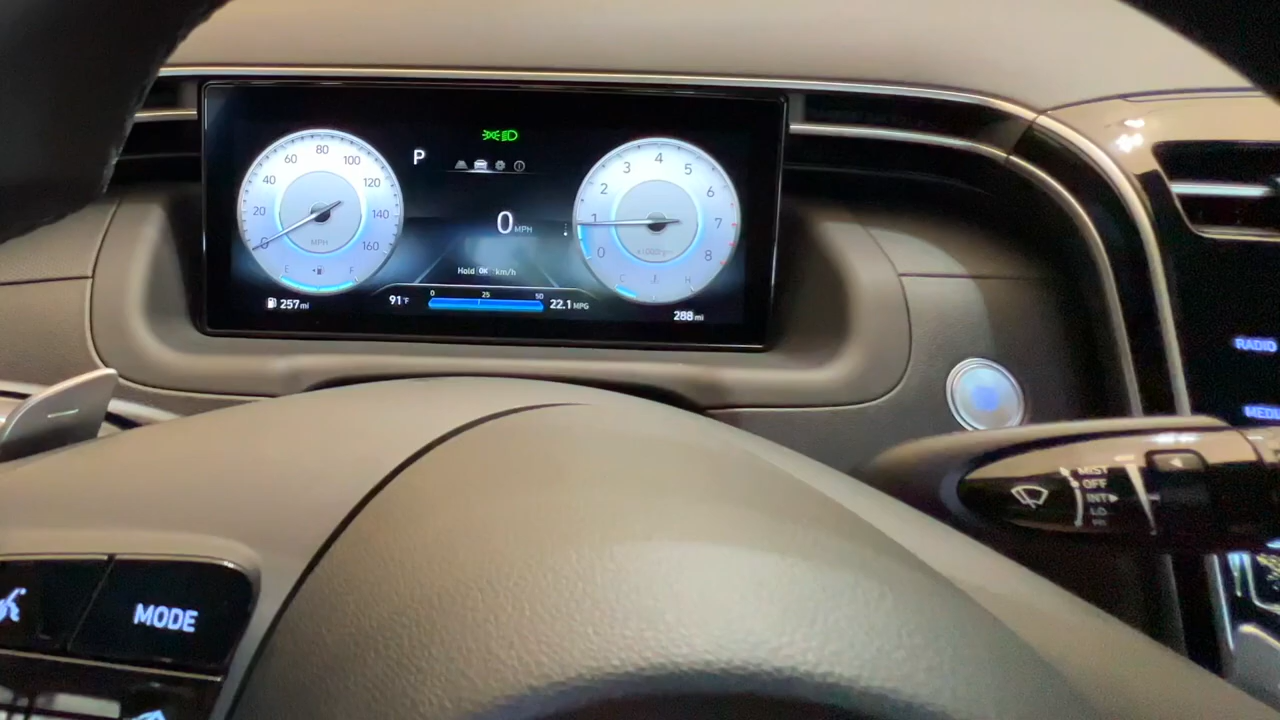 80
60
100
40
120
20
140
0
160
MPH
E
F
257 mi
P
0 MPH
Hold OK : km/h
0
25
50
91°F
22.1 MPG
4
3
5
2
6
1
7
0
8
C
H
288 mi
RADIO
MIST
OFF
INT
LO
HI
MODE